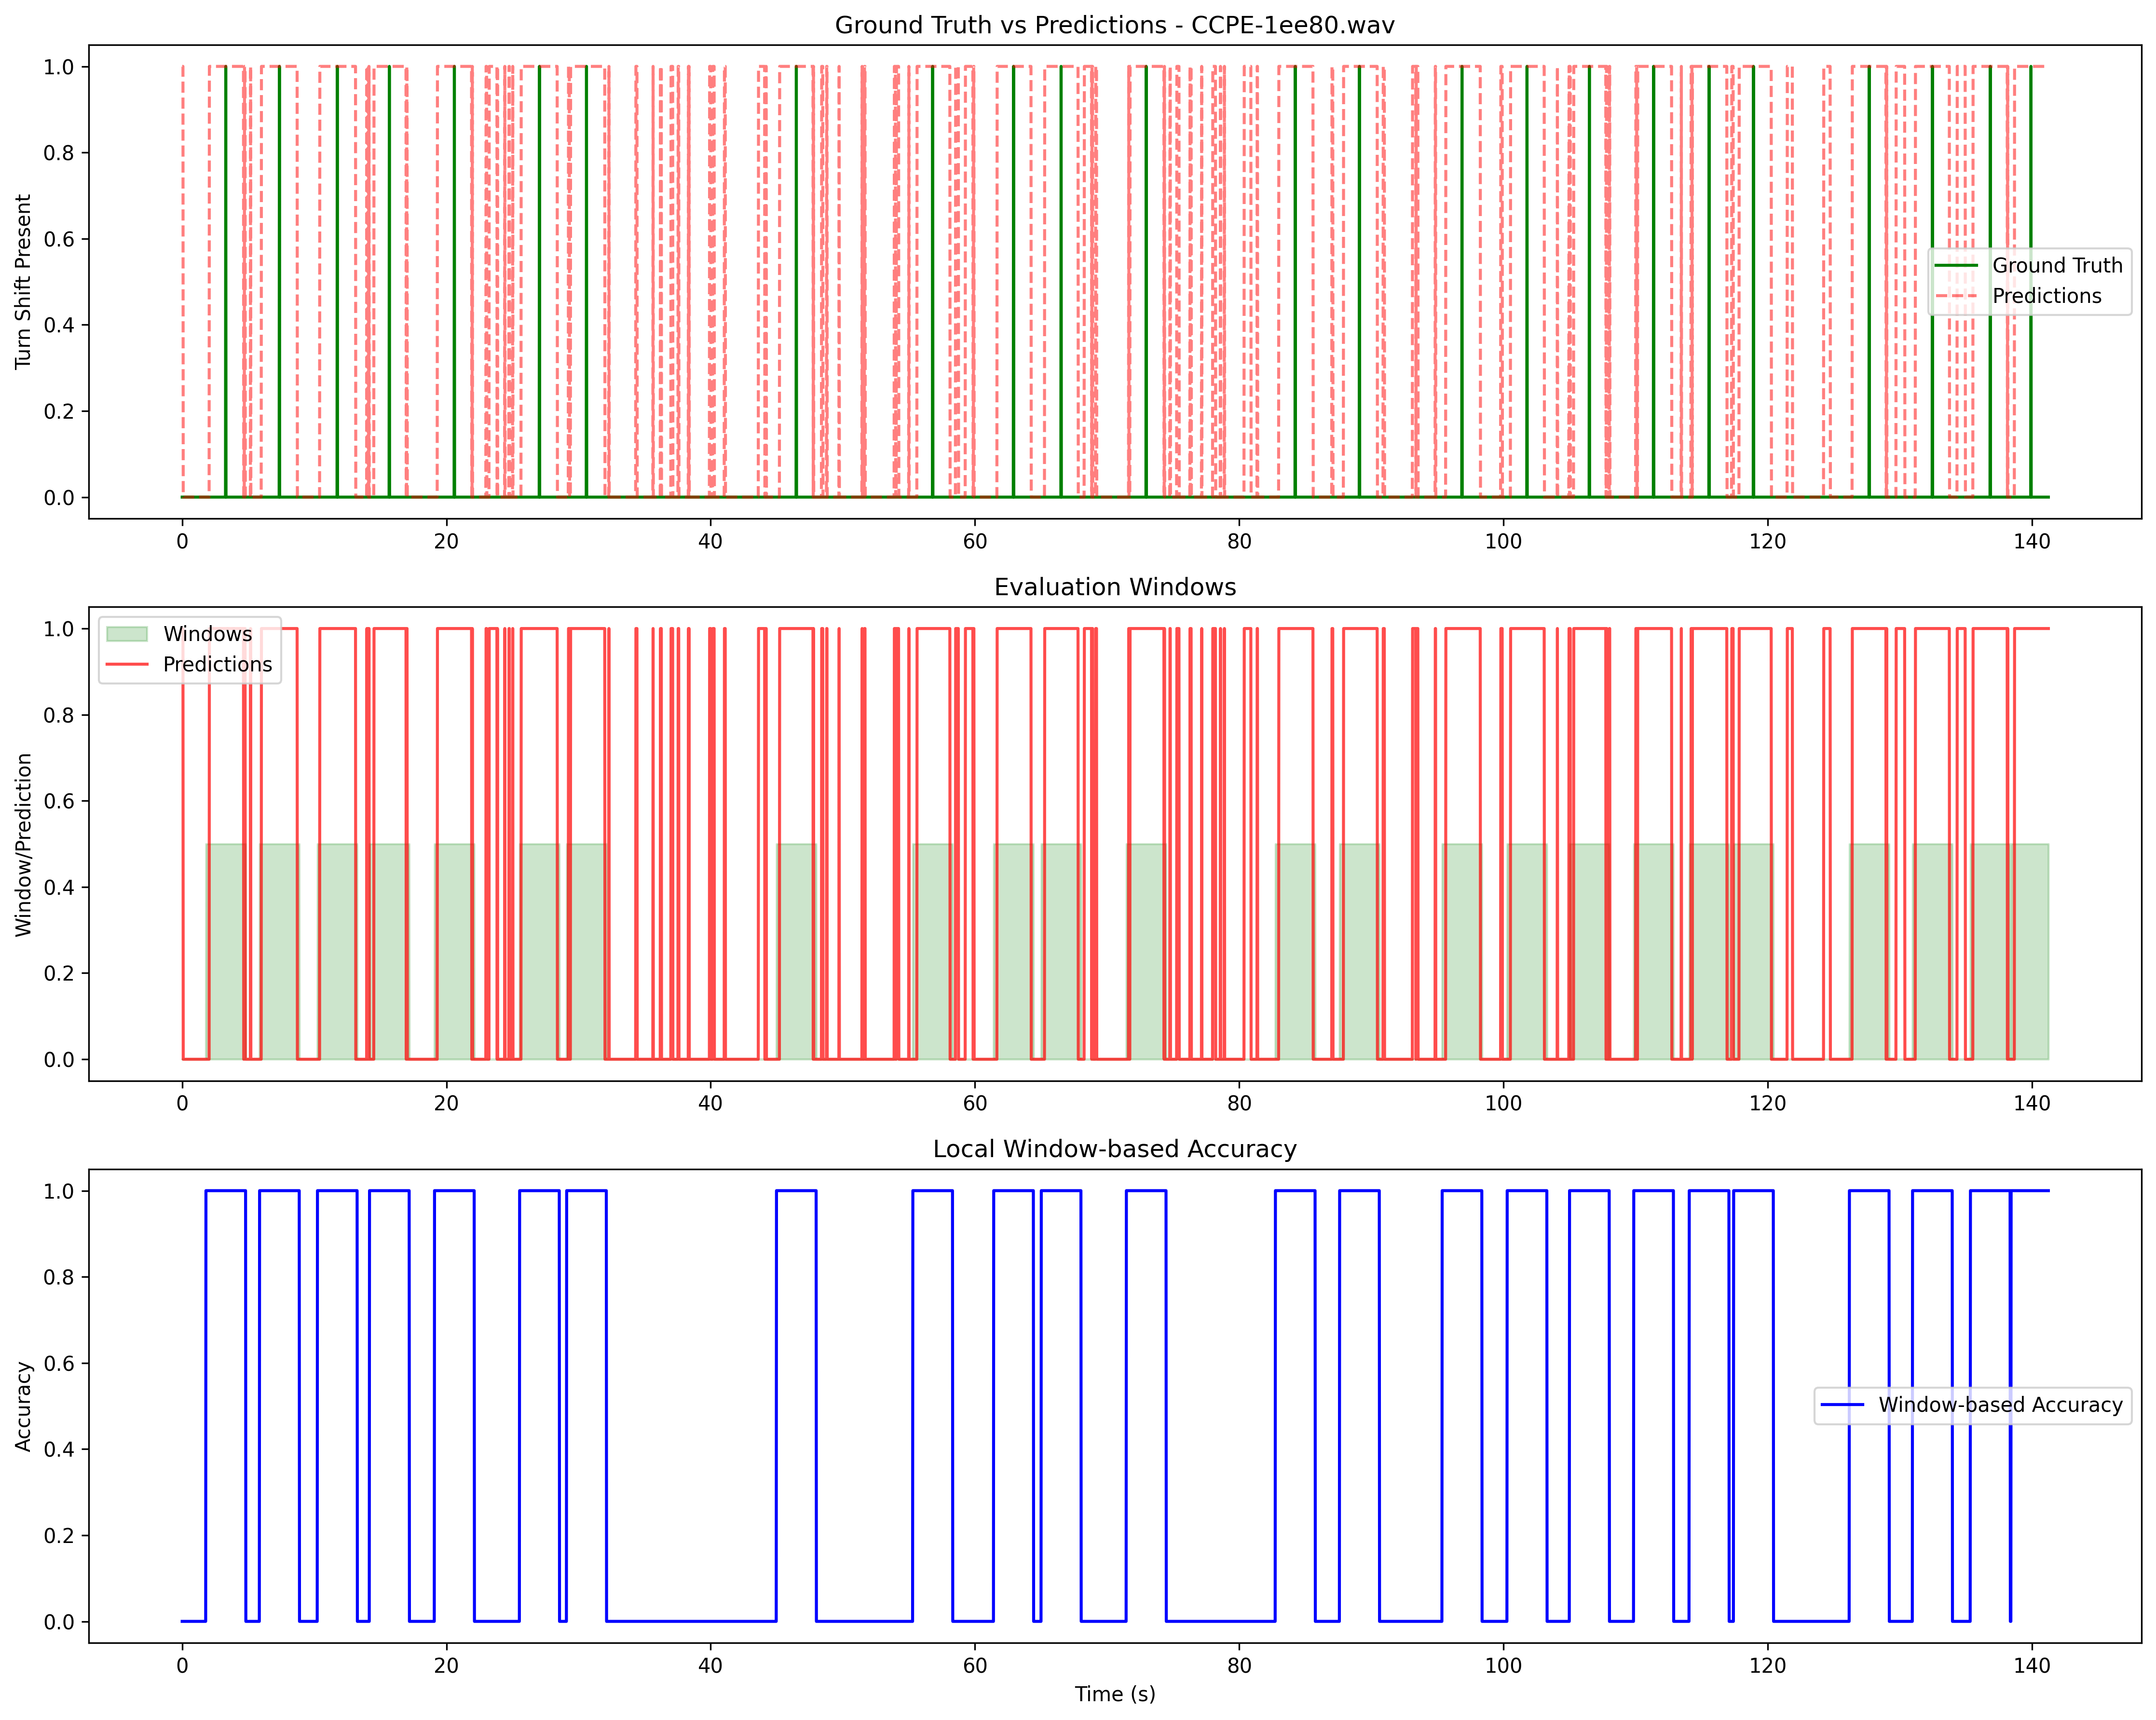 Ground Truth vs Predictions - CCPE-1ee80.wav
Turn Shift Present
1.0
0.8
0.6
0.4
0.2
0.0
Ground Truth
Predictions
0 20 40 60 80 100 120 140
Evaluation Windows
Window/Prediction
1.0
0.8
0.6
0.4
0.2
0.0
Windows
Predictions
0 20 40 60 80 100 120 140
Local Window-based Accuracy
Accuracy
1.0
0.8
0.6
0.4
0.2
0.0
Window-based Accuracy
0 20 40 60 80 100 120 140
Time (s)